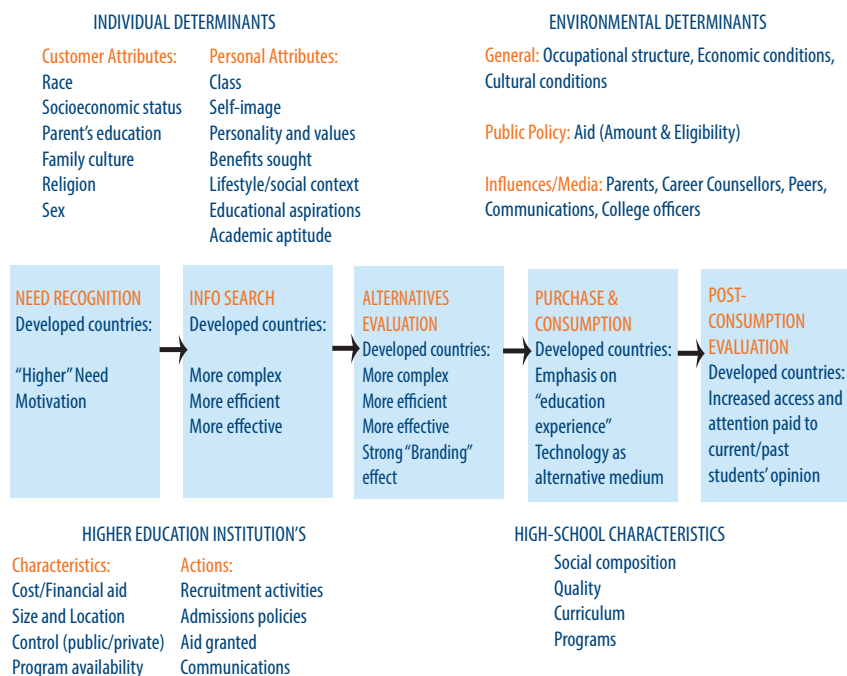 INDIVIDUAL DETERMINANTS
Customer Attributes:
Race
Socioeconomic status
Parent's education
Family culture
Religion
Sex
Personal Attributes:
Class
Self-image
Personality and values
Benefits sought
Lifestyle/social context
Educational aspirations
Academic aptitude
ENVIRONMENTAL DETERMINANTS
General: Occupational structure, Economic conditions,
Cultural conditions
Public Policy: Aid (Amount & Eligibility)
Influences/Media: Parents, Career Counsellors, Peers,
Communications, College officers
NEED RECOGNITION
Developed countries:
“Higher” Need
Motivation
INFO SEARCH
Developed countries:
More complex
More efficient
More effective
ALTERNATIVES
EVALUATION
Developed countries:
More complex
More efficient
More effective
Strong “Branding”
effect
PURCHASE &
CONSUMPTION
Developed countries:
Emphasis on
“education
experience”
Technology as
alternative medium
POST-
CONSUMPTION
EVALUATION
Developed countries:
Increased access and
attention paid to
current/past
students’ opinion
HIGHER EDUCATION INSTITUTION’S
Characteristics:
Cost/Financial aid
Size and Location
Control (public/private)
Program availability
Actions:
Recruitment activities
Admissions policies
Aid granted
Communications
HIGH-SCHOOL CHARACTERISTICS
Social composition
Quality
Curriculum
Programs